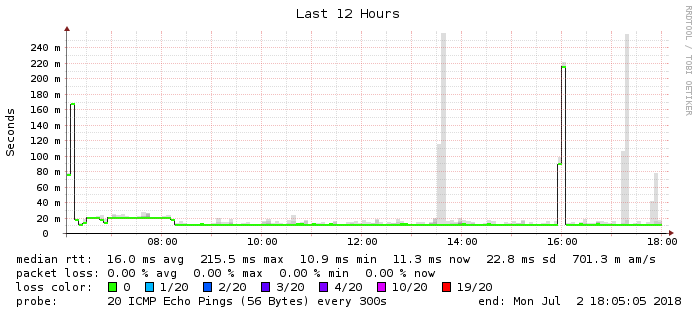 Last 12 Hours
RRDTOOL / TOBI OETIKER
Seconds
240 m
220 m
200 m
180 m
160 m
140 m
120 m
100 m
80 m
60 m
40 m
20 m
0
08:00 10:00 12:00 14:00 16:00 18:00
median rtt: 16.0 ms avg 215.5 ms max 10.9 ms min 11.3 ms now 22.8 ms sd 701.3 m am/s
packet loss: 0.00 % avg 0.00 % max 0.00 % min 0.00 % now
loss color: 0 1/20 2/20 3/20 4/20 10/20 19/20
probe: 20 ICMP Echo Pings (56 Bytes) every 300s end: Mon Jul 2 18:05:05 2018